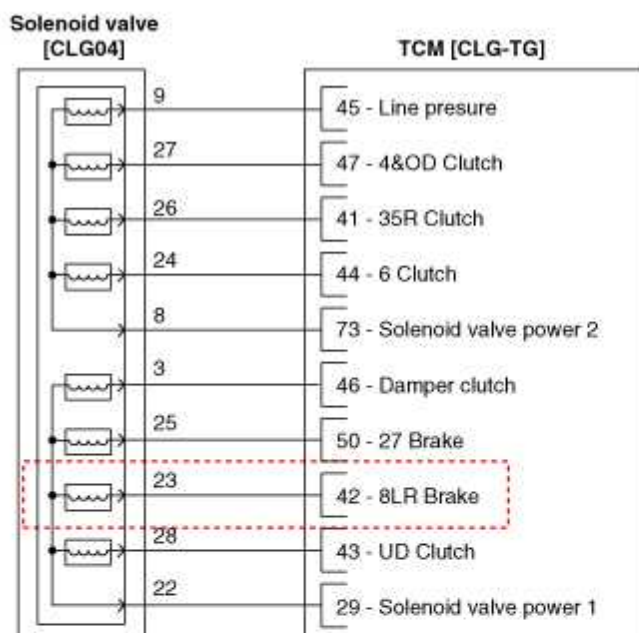 Solenoid valve
[CLG04]
TCM [CLG-TG]
9
45 - Line presure
27
47 - 4&OD Clutch
26
41 - 35R Clutch
24
44 - 6 Clutch
8
73 - Solenoid valve power 2
3
46 - Damper clutch
25
50 - 27 Brake
23
42 - 8LR Brake
28
43 - UD Clutch
22
29 - Solenoid valve power 1